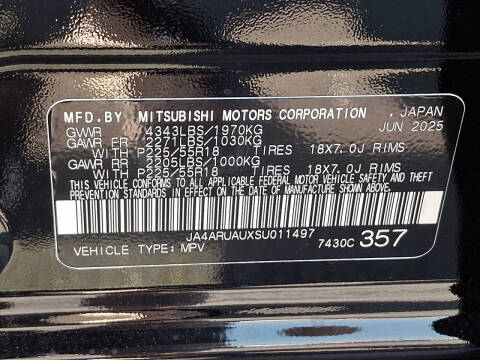 MFD.BY MITSUBISHI MOTORS CORPORATION , JAPAN
GVWR 4343LBS/1970KG JUN 2025
GAWR FR 2271LBS/1030KG
WITH P225/55R18 TIRES 18X7.0J RIMS
GAWR RR 2205LBS/1000KG
WITH P225/55R18 TIRES 18X7.0J RIMS
THIS VEHICLE CONFORMS TO ALL APPLICABLE FEDERAL MOTOR VEHICLE SAFETY AND THEFT
PREVENTION STANDARDS IN EFFECT ON THE DATE OF MANUFACTURE SHOWN ABOVE.
JA4ARUAUXSU011497
VEHICLE TYPE: MPV 7430C 357